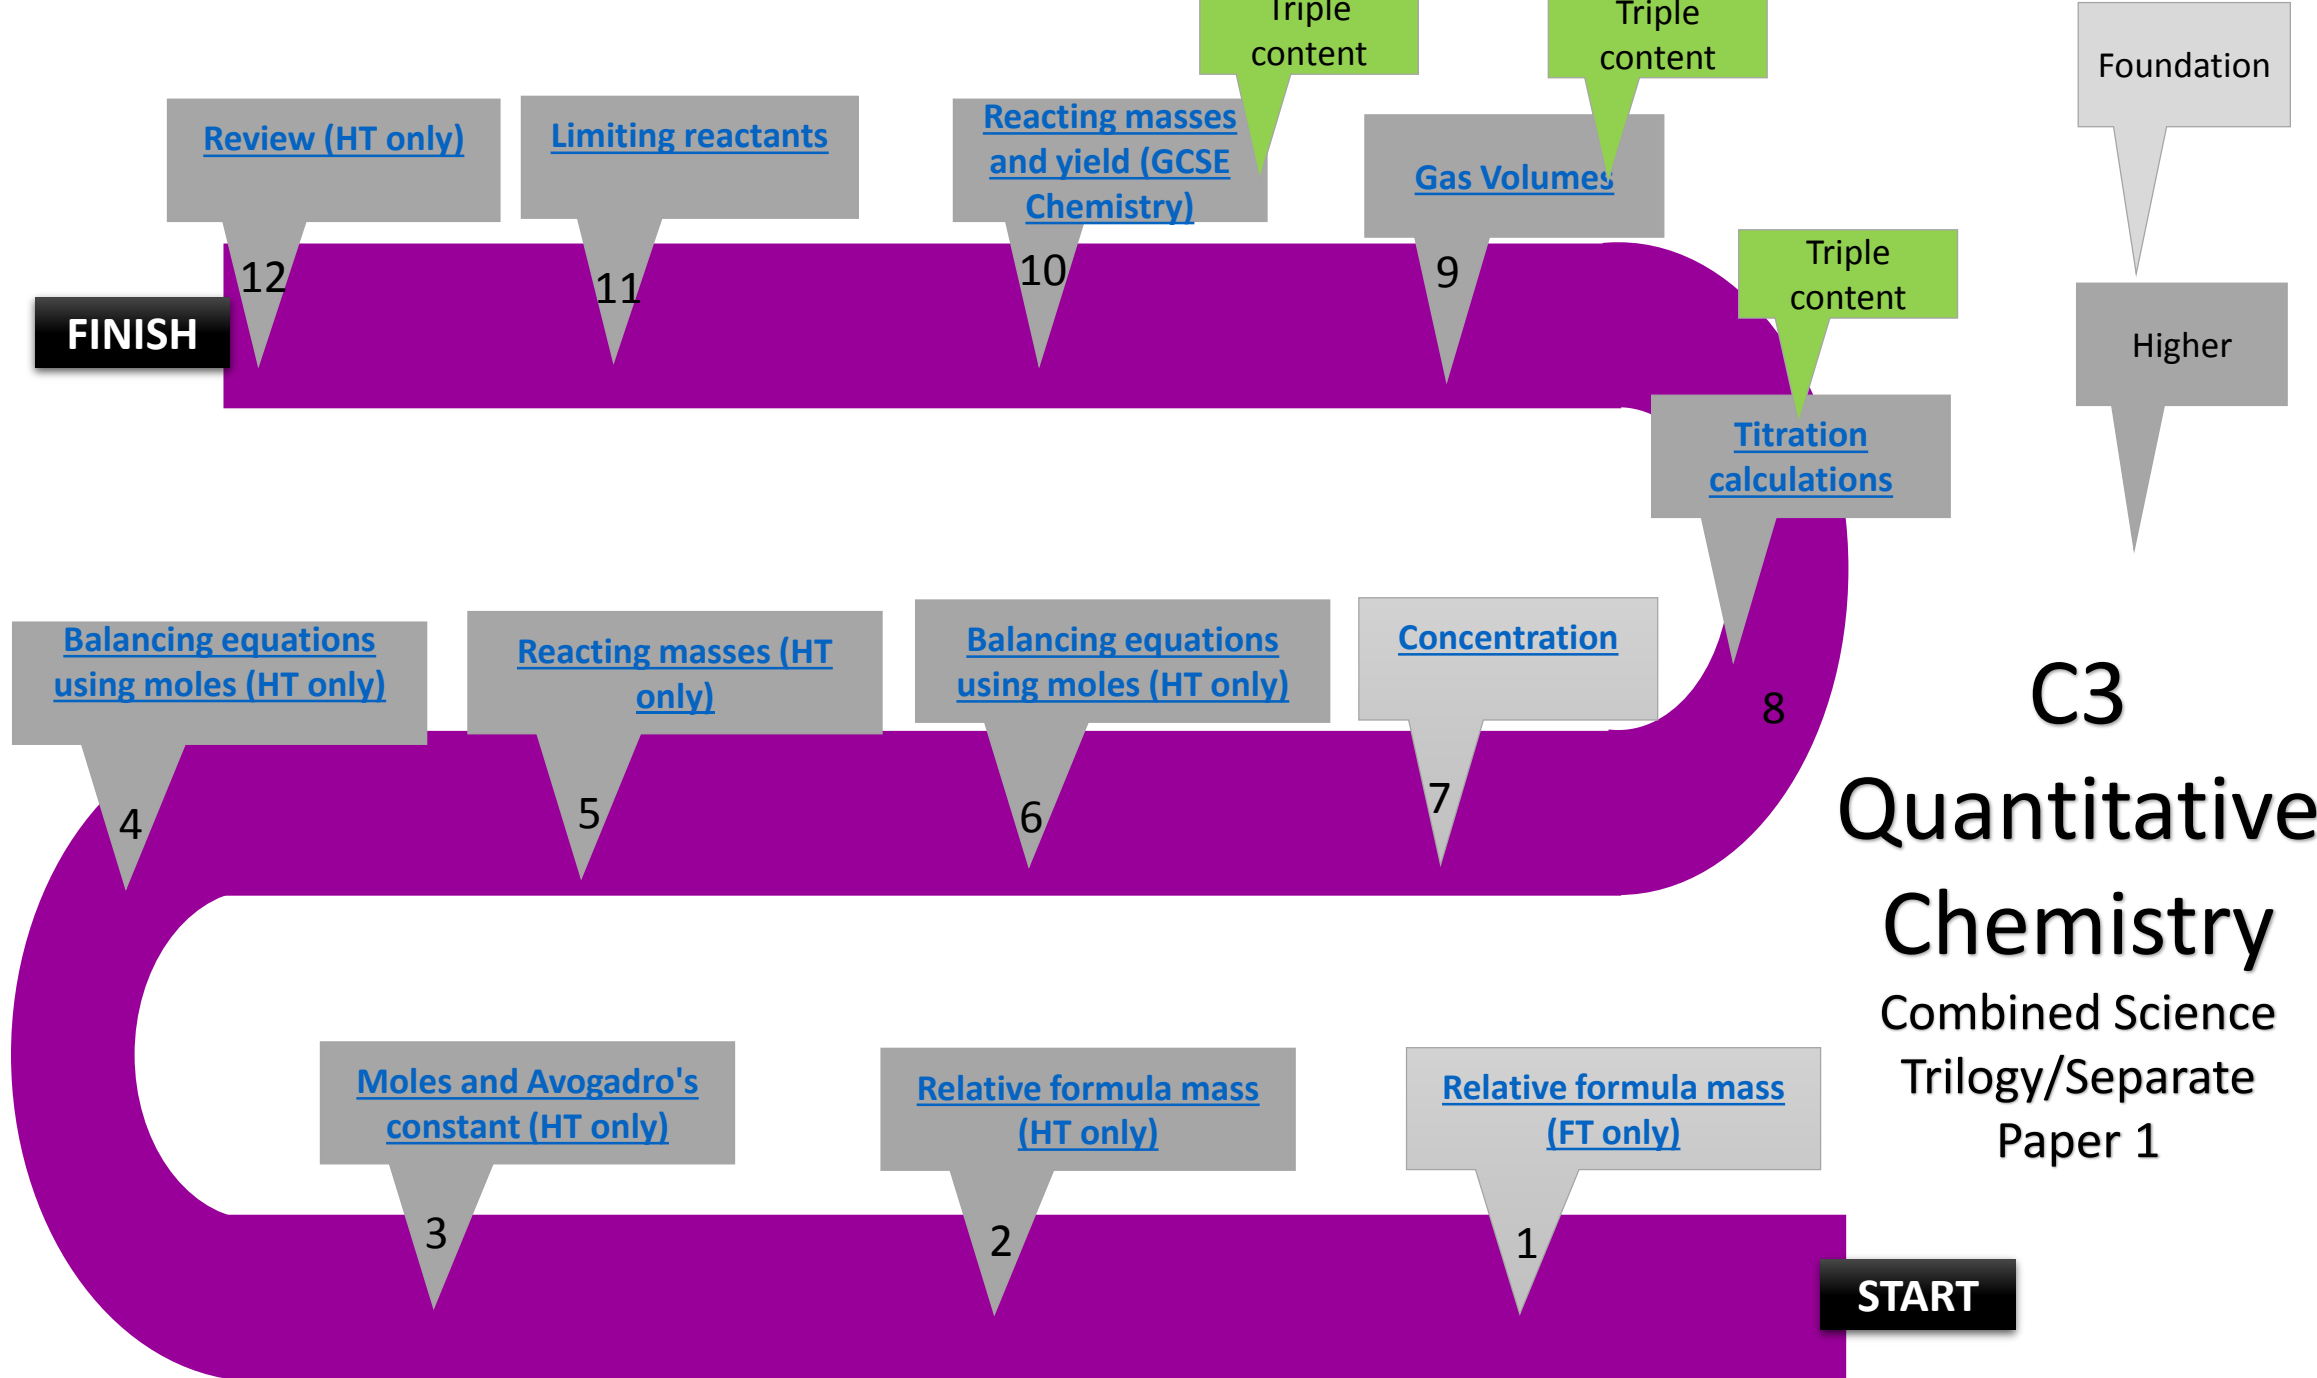 Triple
content
Triple
content
Foundation
Review (HT only)
Limiting reactants
Reacting masses
and yield (GCSE
Chemistry)
Gas Volumes
12
11
10
9
Triple
content
FINISH
Higher
Titration
calculations
Balancing equations
using moles (HT only)
Reacting masses (HT
only)
Balancing equations
using moles (HT only)
Concentration
4
5
6
7
8
C3
Quantitative
Chemistry
Combined Science
Trilogy/Separate
Paper 1
Moles and Avogadro's
constant (HT only)
Relative formula mass
(HT only)
Relative formula mass
(FT only)
3
2
1
START